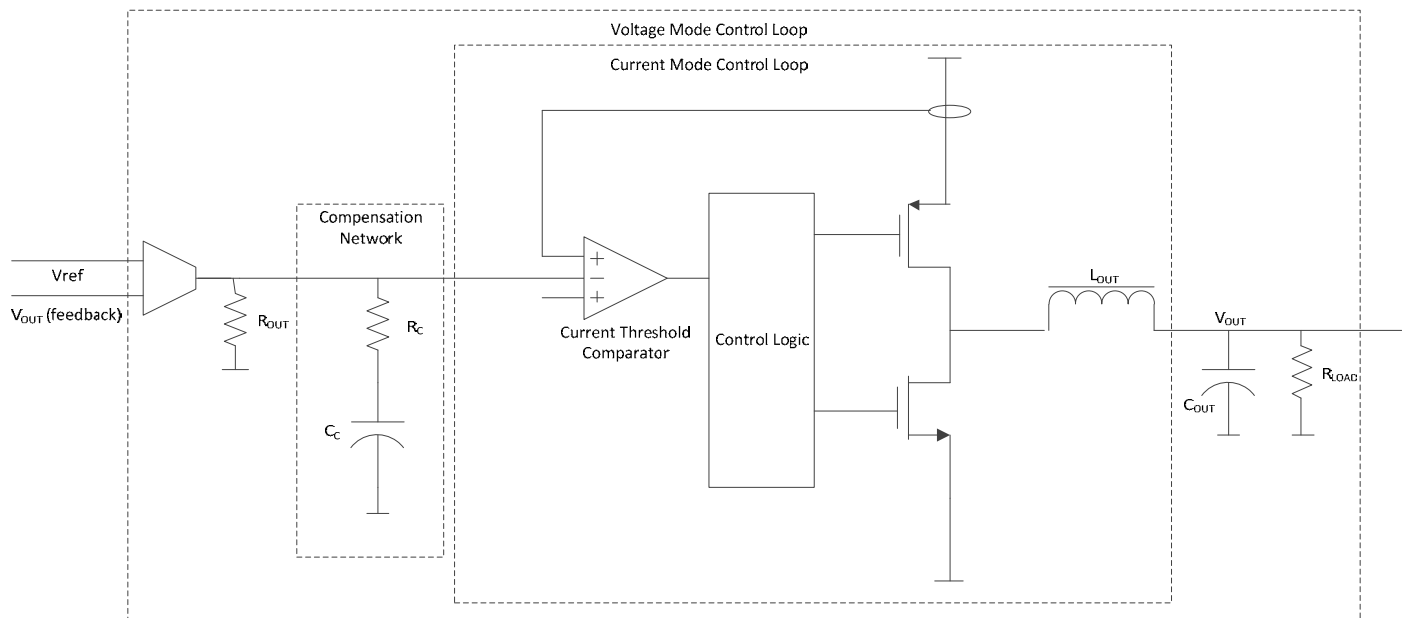 Voltage Mode Control Loop
Current Mode Control Loop
Compensation
Network
Vref
VOUT (feedback)
ROUT
RC
CC
+
−
+
Current Threshold
Comparator
Control Logic
LOUT
VOUT
COUT
RLOAD